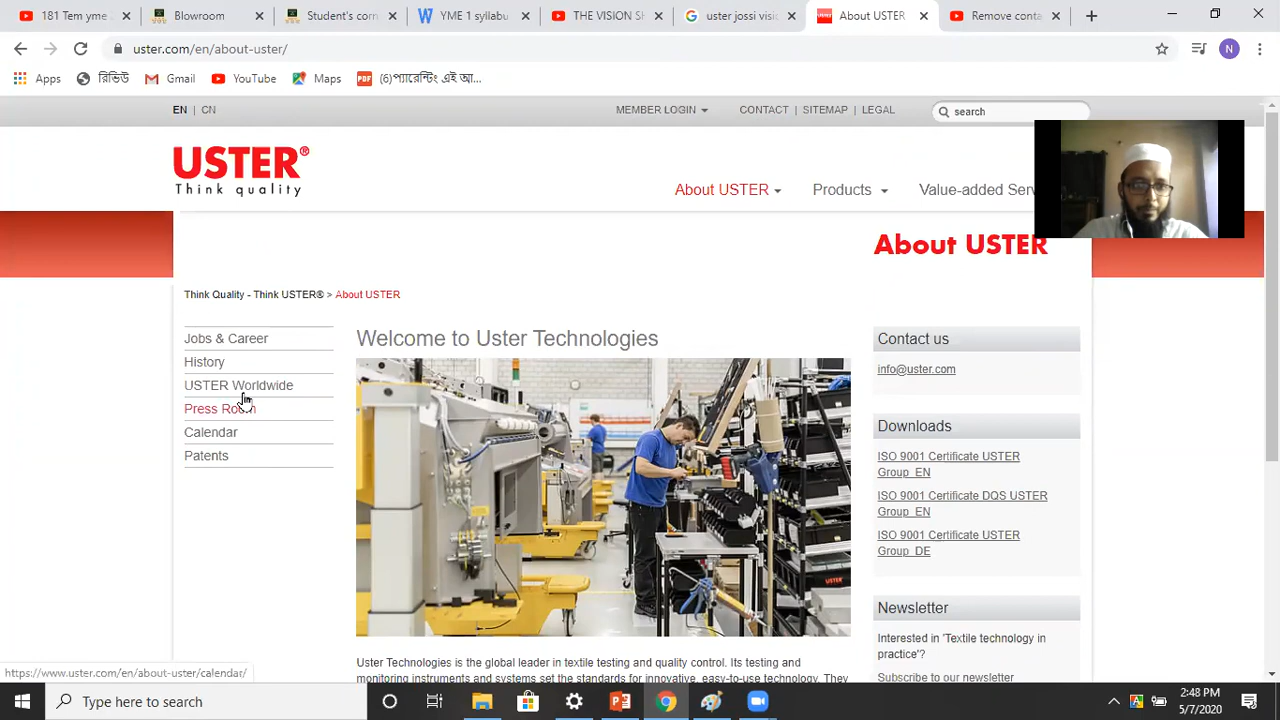 181 Tem yem
Blowroom
Student's corn
YME 1 syllabu
THE VISION SH
uster jossi visio
About USTER
Remove conta
uster.com/en/about-uster/
N
Apps
রিভিউ
Gmail
YouTube
Maps
PDF
(6)প্যারেন্টিং এই আ...
EN | CN
MEMBER LOGIN
CONTACT | SITEMAP | LEGAL
search
USTER®
Think quality
About USTER
Products
Value-added Serv
About USTER
Think Quality - Think USTER® > About USTER
Jobs & Career
History
USTER Worldwide
Press Room
Calendar
Patents
Welcome to Uster Technologies
USTER
Uster Technologies is the global leader in textile testing and quality control. Its testing and
monitoring instruments and systems set the standards for innovative, easy-to-use technology. They
Contact us
info@uster.com
Downloads
ISO 9001 Certificate USTER
Group_EN
ISO 9001 Certificate DQS USTER
Group_EN
ISO 9001 Certificate USTER
Group_DE
Newsletter
Interested in 'Textile technology in
practice'?
Subscribe to our newsletter
https://www.uster.com/en/about-uster/calendar/
Type here to search
2:48 PM
5/7/2020